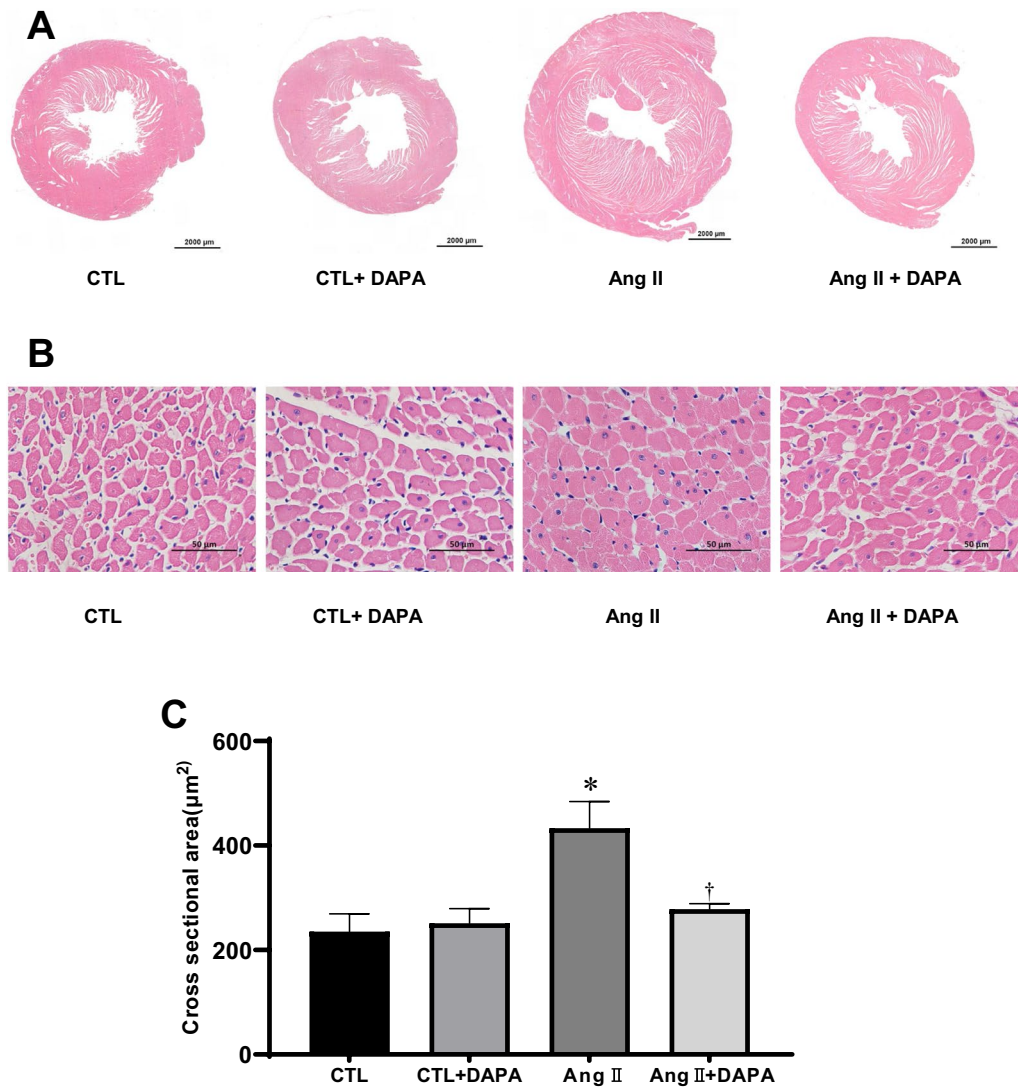 A
2000 μm 2000 μm 2000 μm 2000 μm
CTL CTL+ DAPA Ang II Ang II + DAPA
B
50 μm 50 μm 50 μm 50 μm
CTL CTL+ DAPA Ang II Ang II + DAPA
C
Cross sectional area(μm²)
600
400
200
0
*
†
CTL CTL+DAPA Ang Ⅱ Ang Ⅱ+DAPA